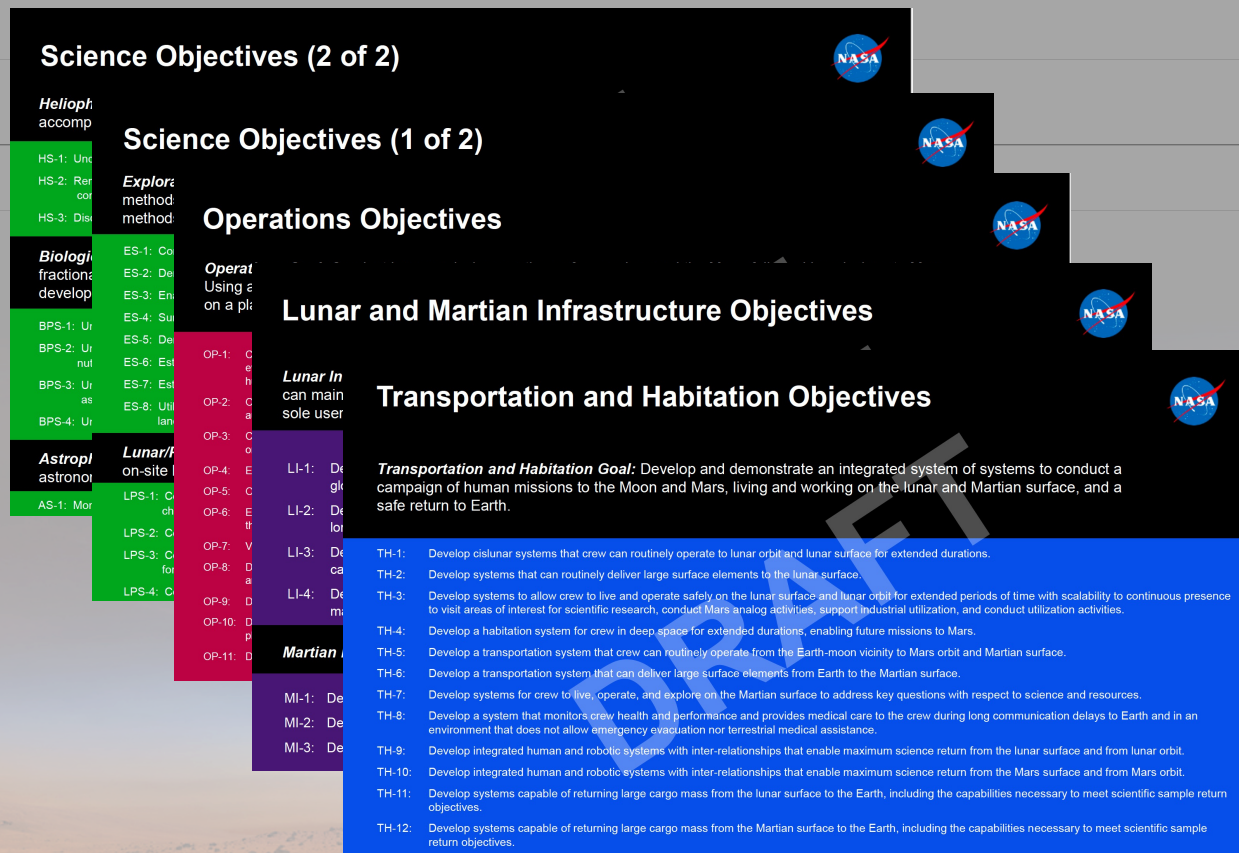 Science Objectives (2 of 2)
NASA
Helioph
accomp
HS-1: Und
HS-2: Ren
con
HS-3: Disc
Biologi
fractiona
develop
BPS-1: Un
BPS-2: Un
nut
BPS-3: Un
as
BPS-4: Un
Astroph
astronor
AS-1: Mor
Science Objectives (1 of 2)
NASA
Explora
method
method
ES-1: Co
ES-2: De
ES-3: Ena
ES-4: Sur
ES-5: De
ES-6: Est
ES-7: Est
ES-8: Util
lan
Lunar/P
on-site
LPS-1: Co
ch
LPS-2: Co
LPS-3: Co
for
LPS-4: Co
Operations Objectives
NASA
Operat
Using a
on a pla
OP-1: C
OP-2: C
OP-3: C
OP-4: E
OP-5: C
OP-6: E
th
OP-7: V
OP-8: D
OP-9: D
OP-10: D
OP-11: D
Lunar and Martian Infrastructure Objectives
NASA
Lunar In
can main
sole user
LI-1: De
glo
LI-2: De
lon
LI-3: De
ca
LI-4: De
ma
Martian
MI-1: De
MI-2: De
MI-3: De
Transportation and Habitation Objectives
NASA
Transportation and Habitation Goal: Develop and demonstrate an integrated system of systems to conduct a
campaign of human missions to the Moon and Mars, living and working on the lunar and Martian surface, and a
safe return to Earth.
TH-1: Develop cislunar systems that crew can routinely operate to lunar orbit and lunar surface for extended durations.
TH-2: Develop systems that can routinely deliver large surface elements to the lunar surface.
TH-3: Develop systems to allow crew to live and operate safely on the lunar surface and lunar orbit for extended periods of time with scalability to continuous presence
to visit areas of interest for scientific research, conduct Mars analog activities, support industrial utilization, and conduct utilization activities.
TH-4: Develop a habitation system for crew in deep space for extended durations, enabling future missions to Mars.
TH-5: Develop a transportation system that crew can routinely operate from the Earth-moon vicinity to Mars orbit and Martian surface.
TH-6: Develop a transportation system that can deliver large surface elements from Earth to the Martian surface.
TH-7: Develop systems for crew to live, operate, and explore on the Martian surface to address key questions with respect to science and resources.
TH-8: Develop a system that monitors crew health and performance and provides medical care to the crew during long communication delays to Earth and in an
environment that does not allow emergency evacuation nor terrestrial medical assistance.
TH-9: Develop integrated human and robotic systems with inter-relationships that enable maximum science return from the lunar surface and from lunar orbit.
TH-10: Develop integrated human and robotic systems with inter-relationships that enable maximum science return from the Mars surface and from Mars orbit.
TH-11: Develop systems capable of returning large cargo mass from the lunar surface to the Earth, including the capabilities necessary to meet scientific sample return
objectives.
TH-12: Develop systems capable of returning large cargo mass from the Martian surface to the Earth, including the capabilities necessary to meet scientific sample
return objectives.
DRAFT